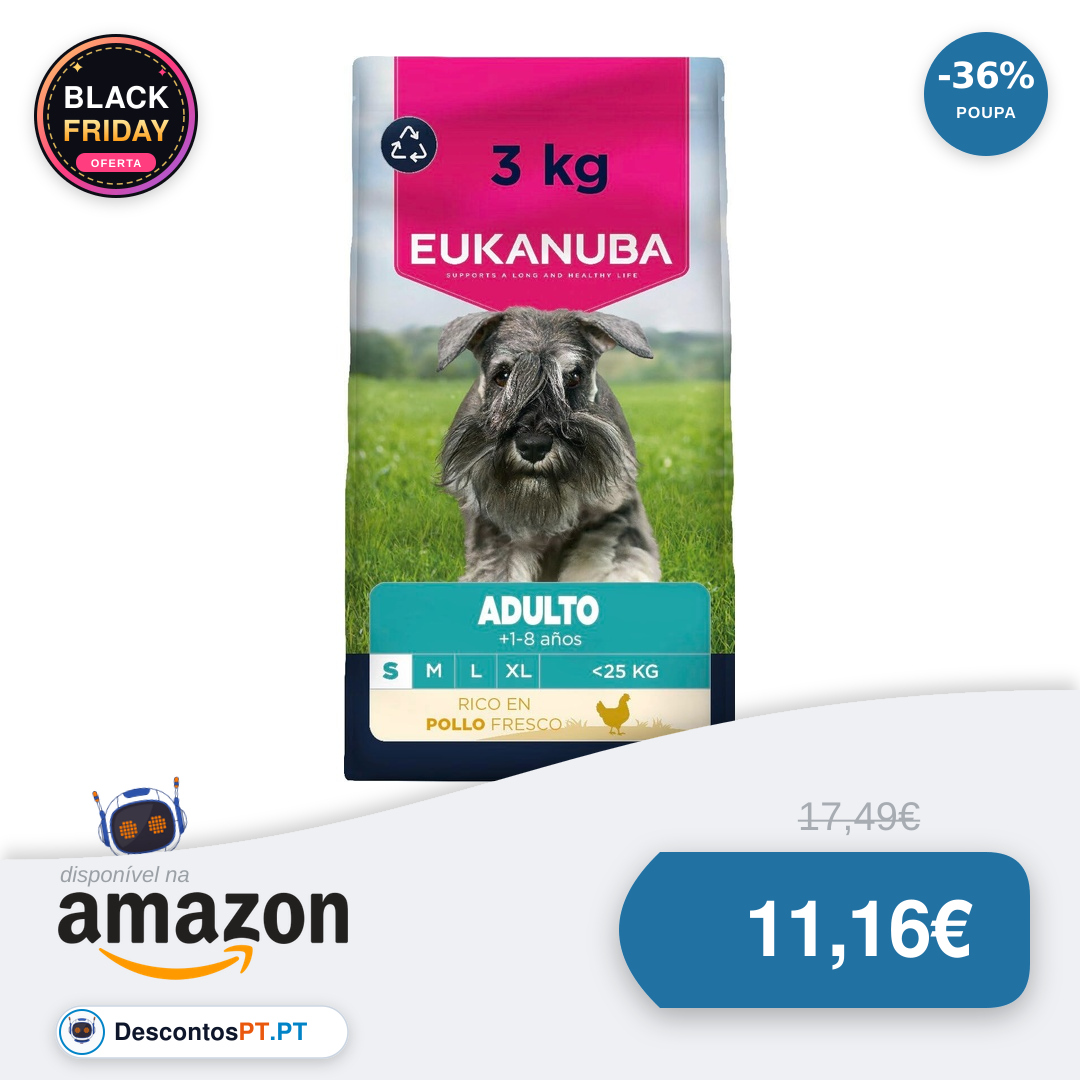 BLACK
FRIDAY
OFERTA
-36%
POUPA
3 kg
EUKANUBA
SUPPORTS A LONG AND HEALTHY LIFE
ADULTO
+1-8 años
S M L XL <25 KG
RICO EN
POLLO FRESCO
17,49€
11,16€
disponível na
amazon
DescontosPT.PT